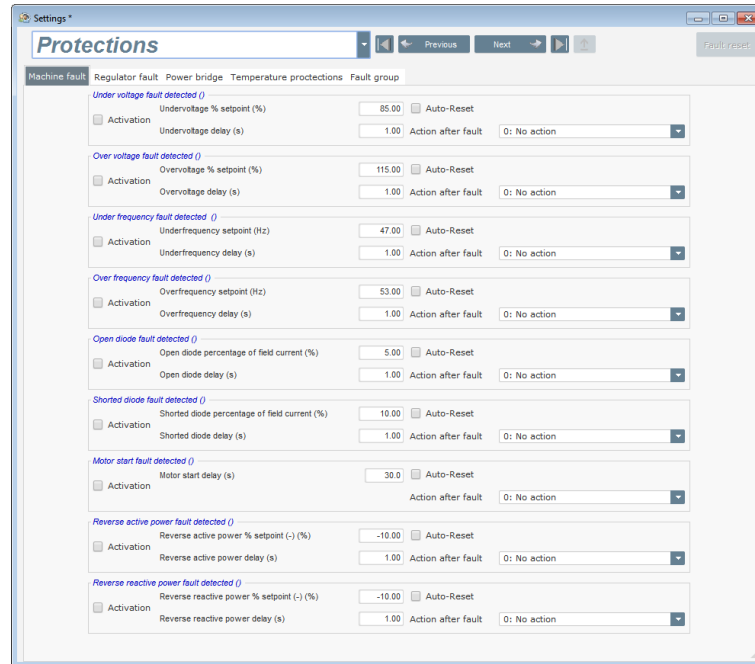 Settings *
Protections
Previous
Next
Fault reset
Machine fault Regulator fault Power bridge Temperature proctections Fault group
Under voltage fault detected ()
Activation
Undervoltage % setpoint (%) 85.00 Auto-Reset
Undervoltage delay (s) 1.00 Action after fault 0: No action
Over voltage fault detected ()
Activation
Overvoltage % setpoint (%) 115.00 Auto-Reset
Overvoltage delay (s) 1.00 Action after fault 0: No action
Under frequency fault detected ()
Activation
Underfrequency setpoint (Hz) 47.00 Auto-Reset
Underfrequency delay (s) 1.00 Action after fault 0: No action
Over frequency fault detected ()
Activation
Overfrequency setpoint (Hz) 53.00 Auto-Reset
Overfrequency delay (s) 1.00 Action after fault 0: No action
Open diode fault detected ()
Activation
Open diode percentage of field current (%) 5.00 Auto-Reset
Open diode delay (s) 1.00 Action after fault 0: No action
Shorted diode fault detected ()
Activation
Shorted diode percentage of field current (%) 10.00 Auto-Reset
Shorted diode delay (s) 1.00 Action after fault 0: No action
Motor start fault detected ()
Activation
Motor start delay (s) 30.0 Auto-Reset
Action after fault 0: No action
Reverse active power fault detected ()
Activation
Reverse active power % setpoint (-) (%) -10.00 Auto-Reset
Reverse active power delay (s) 1.00 Action after fault 0: No action
Reverse reactive power fault detected ()
Activation
Reverse reactive power % setpoint (-) (%) -10.00 Auto-Reset
Reverse reactive power delay (s) 1.00 Action after fault 0: No action